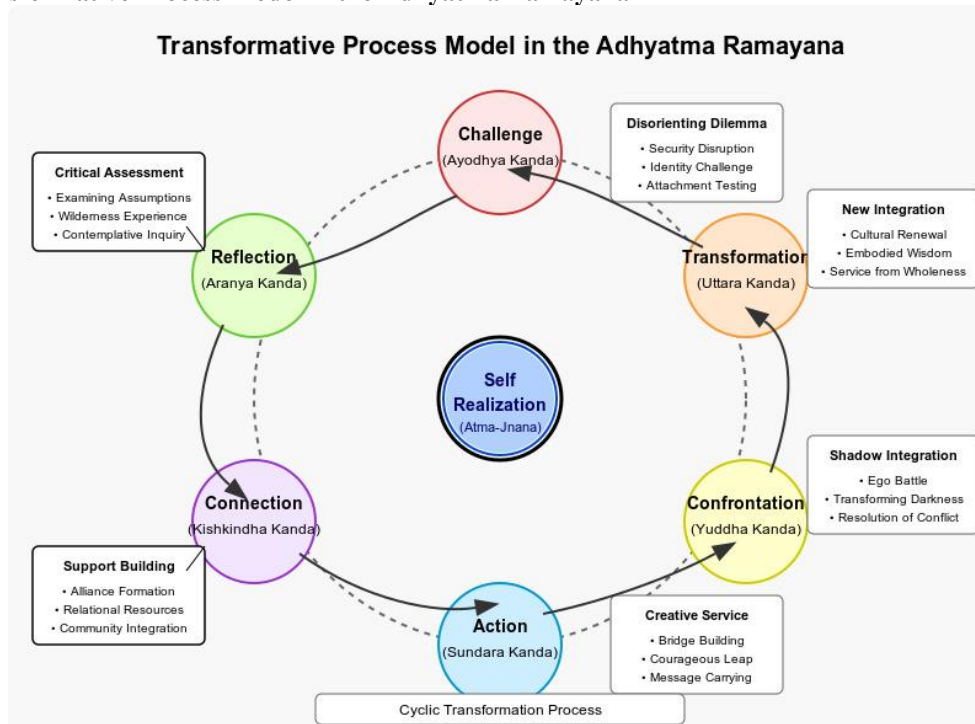 Transformative Process Model in the Adhyatma Ramayana
Challenge
(Ayodhya Kanda)
Disorienting Dilemma
• Security Disruption
• Identity Challenge
• Attachment Testing
Critical Assessment
• Examining Assumptions
• Wilderness Experience
• Contemplative Inquiry
Reflection
(Aranya Kanda)
Transformation
(Uttara Kanda)
New Integration
• Cultural Renewal
• Embodied Wisdom
• Service from Wholeness
Self
Realization
(Atma-Jnana)
Connection
(Kishkindha Kanda)
Confrontation
(Yuddha Kanda)
Shadow Integration
• Ego Battle
• Transforming Darkness
• Resolution of Conflict
Support Building
• Alliance Formation
• Relational Resources
• Community Integration
Action
(Sundara Kanda)
Creative Service
• Bridge Building
• Courageous Leap
• Message Carrying
Cyclic Transformation Process